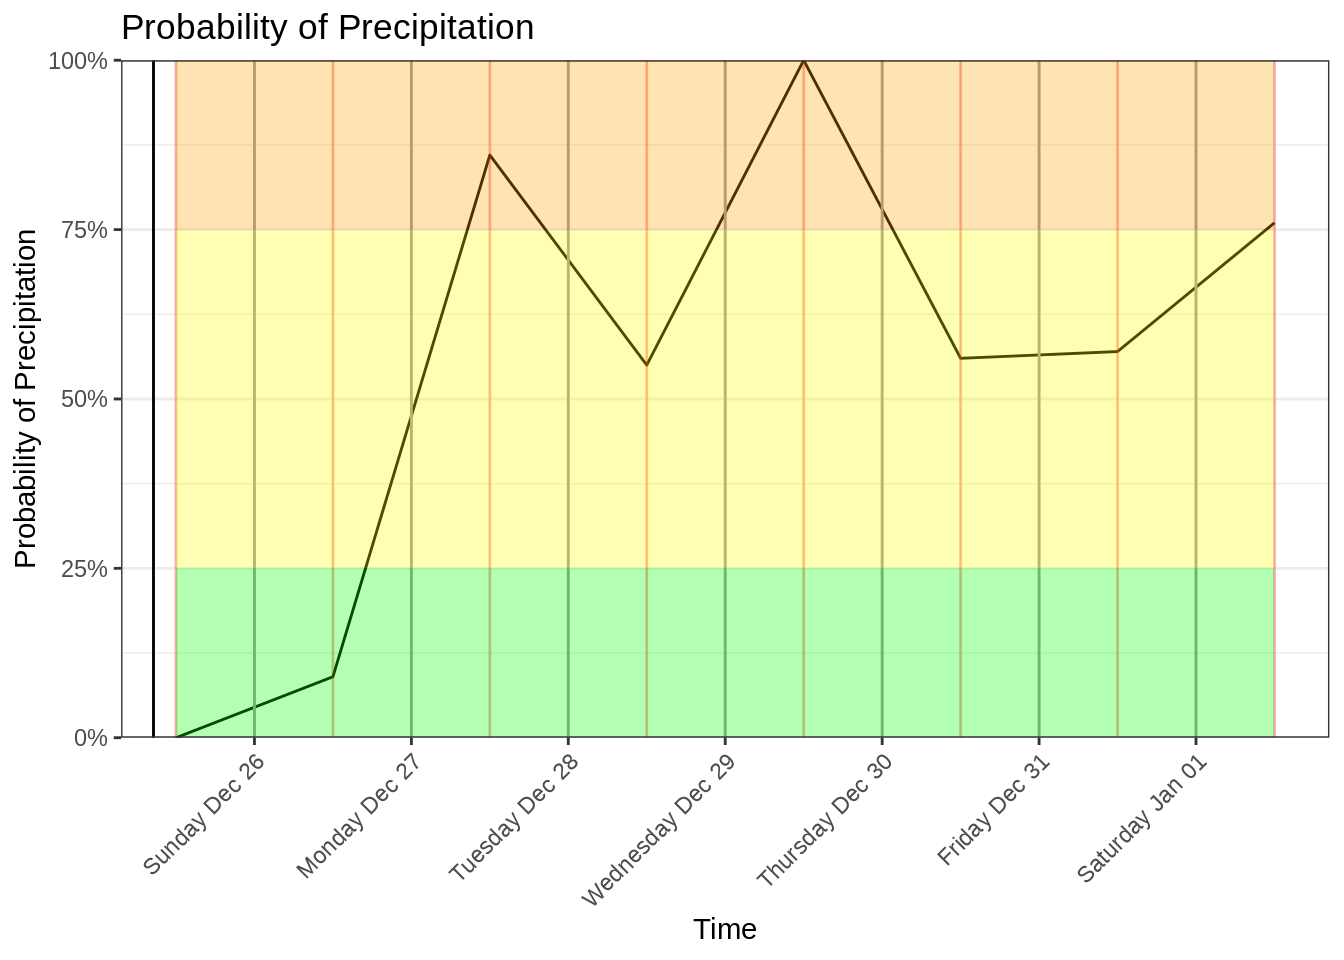 Probability of Precipitation
Probability of Precipitation
100%
75%
50%
25%
0%
Sunday Dec 26
Monday Dec 27
Tuesday Dec 28
Wednesday Dec 29
Thursday Dec 30
Friday Dec 31
Saturday Jan 01
Time